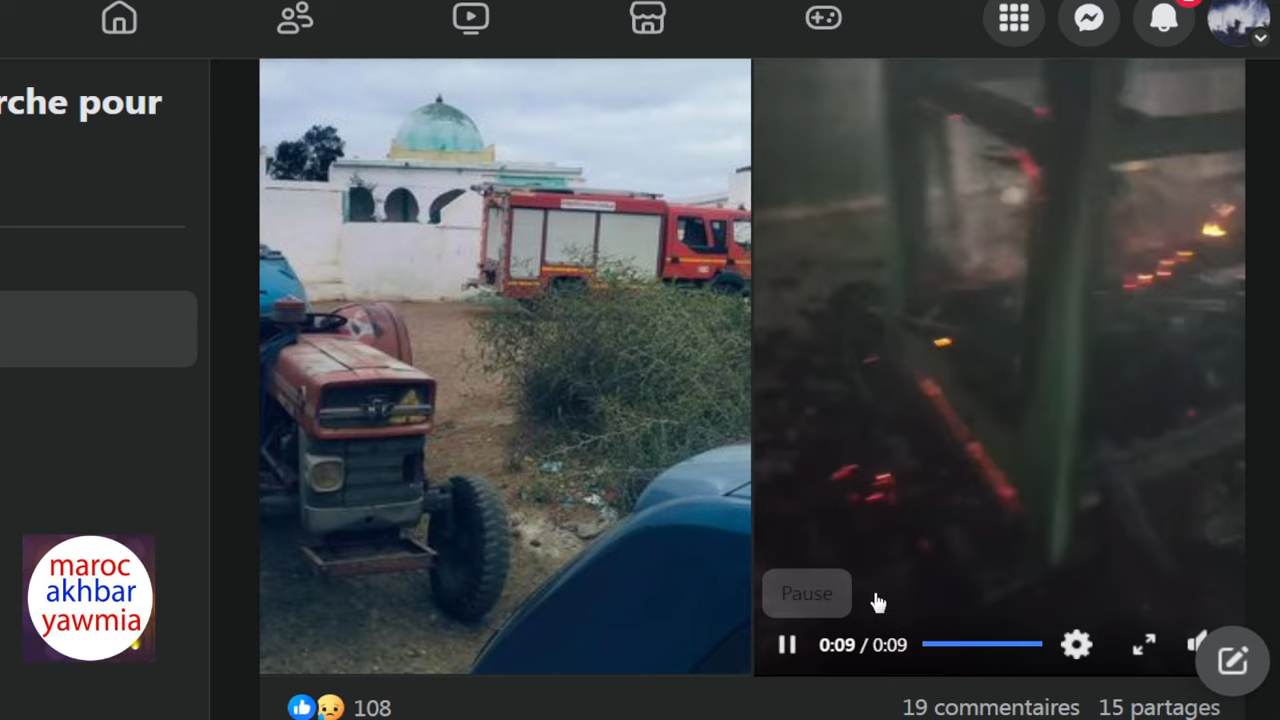 rche pour
maroc
akhbar
yawmia
Pause
0:09 / 0:09
108
19 commentaires
15 partages